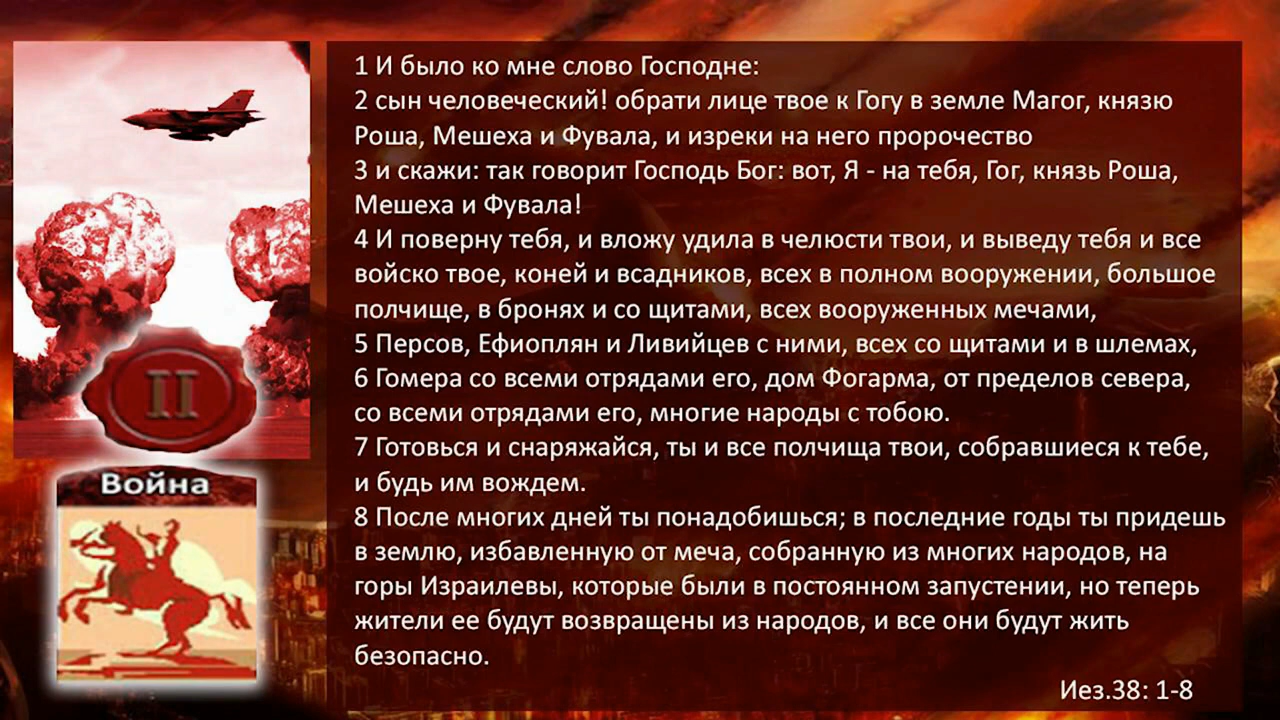 1 И было ко мне слово Господне:
2 сын человеческий! обрати лице твое к Гогу в земле Магог, князю
Роша, Мешеха и Фувала, и изреки на него пророчество
3 и скажи: так говорит Господь Бог: вот, Я - на тебя, Гог, князь Роша,
Мешеха и Фувала!
4 И поверну тебя, и вложу удила в челюсти твои, и выведу тебя и все
войско твое, коней и всадников, всех в полном вооружении, большое
полчище, в бронях и со щитами, всех вооруженных мечами,
5 Персов, Ефиоплян и Ливийцев с ними, всех со щитами и в шлемах,
6 Гомера со всеми отрядами его, дом Фогарма, от пределов севера,
со всеми отрядами его, многие народы с тобою.
7 Готовься и снаряжайся, ты и все полчища твои, собравшиеся к тебе,
и будь им вождем.
8 После многих дней ты понадобишься; в последние годы ты придешь
в землю, избавленную от меча, собранную из многих народов, на
горы Израилевы, которые были в постоянном запустении, но теперь
жители ее будут возвращены из народов, и все они будут жить
безопасно.
Иез.38: 1-8
II
Война